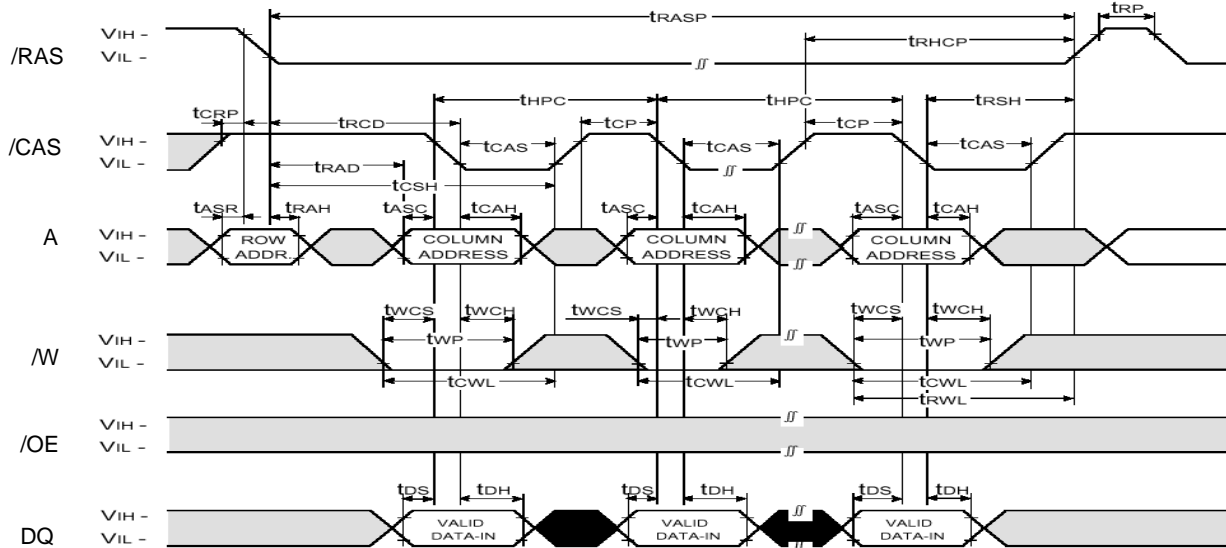 tRASP
tRP
VIH –
tRHCP
/RAS
VIL –
tHPC
tHPC
tRSH
tCRP
tRCD
tCP
tCP
VIH –
/CAS
tCAS
tCAS
tCAS
VIL –
tRAD
tCSH
tASR
tRAH
tASC
tCAH
tASC
tCAH
tASC
tCAH
A
VIH –
VIL –
ROW
ADDR.
COLUMN
ADDRESS
COLUMN
ADDRESS
COLUMN
ADDRESS
tWCS
tWCH
tWCS
tWCH
tWCS
tWCH
/W
VIH –
VIL –
tWP
tWP
tWP
tCWL
tCWL
tCWL
tRWL
/OE
VIH –
VIL –
tDS
tDH
tDS
tDH
tDS
tDH
DQ
VIH –
VIL –
VALID
DATA-IN
VALID
DATA-IN
VALID
DATA-IN